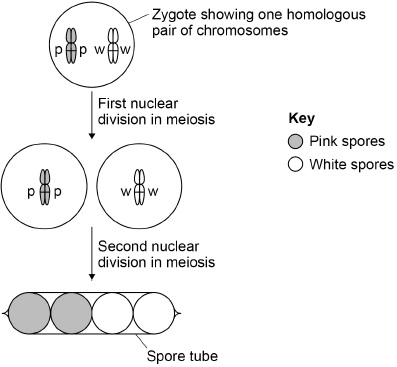 Zygote showing one homologous
pair of chromosomes
p p w w
First nuclear
division in meiosis
Key
Pink spores
White spores
p p w w
Second nuclear
division in meiosis
Spore tube